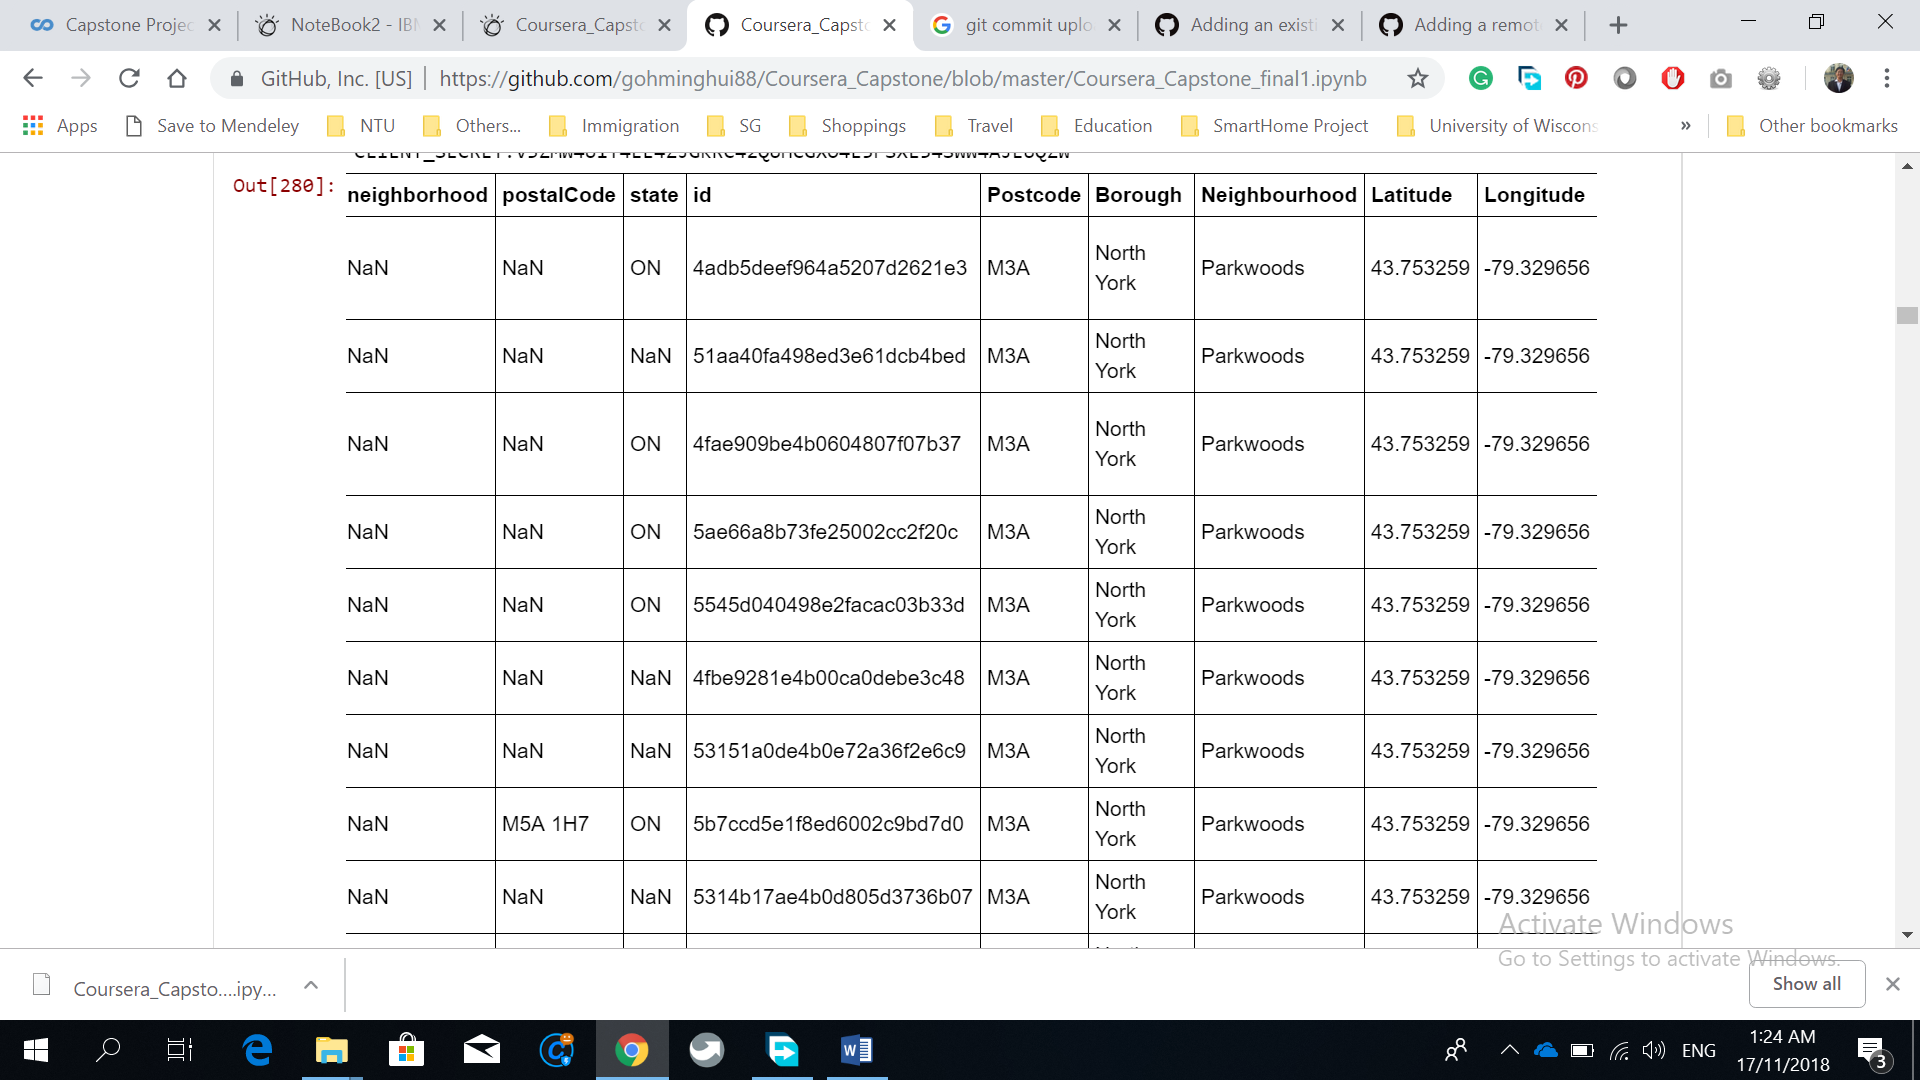 Capstone Projec
NoteBook2 - IBM
Coursera_Capsto
Coursera_Capsto
git commit uplo
Adding an existi
Adding a remot
GitHub, Inc. [US]
https://github.com/gohminghui88/Coursera_Capstone/blob/master/Coursera_Capstone_final1.ipynb
Apps Save to Mendeley NTU Others... Immigration SG Shoppings Travel Education SmartHome Project University of Wiscons » Other bookmarks
Out[280]:
neighborhood postalCode state id Postcode Borough Neighbourhood Latitude Longitude
NaN NaN ON 4adb5deef964a5207d2621e3 M3A North York Parkwoods 43.753259 -79.329656
NaN NaN NaN 51aa40fa498ed3e61dcb4bed M3A North York Parkwoods 43.753259 -79.329656
NaN NaN ON 4fae909be4b0604807f07b37 M3A North York Parkwoods 43.753259 -79.329656
NaN NaN ON 5ae66a8b73fe25002cc2f20c M3A North York Parkwoods 43.753259 -79.329656
NaN NaN ON 5545d040498e2facac03b33d M3A North York Parkwoods 43.753259 -79.329656
NaN NaN NaN 4fbe9281e4b00ca0debe3c48 M3A North York Parkwoods 43.753259 -79.329656
NaN NaN NaN 53151a0de4b0e72a36f2e6c9 M3A North York Parkwoods 43.753259 -79.329656
NaN M5A 1H7 ON 5b7ccd5e1f8ed6002c9bd7d0 M3A North York Parkwoods 43.753259 -79.329656
NaN NaN NaN 5314b17ae4b0d805d3736b07 M3A North York Parkwoods 43.753259 -79.329656
Activate Windows
Go to Settings to activate Windows.
Coursera_Capsto....ipy...
Show all
ENG
1:24 AM
17/11/2018
3